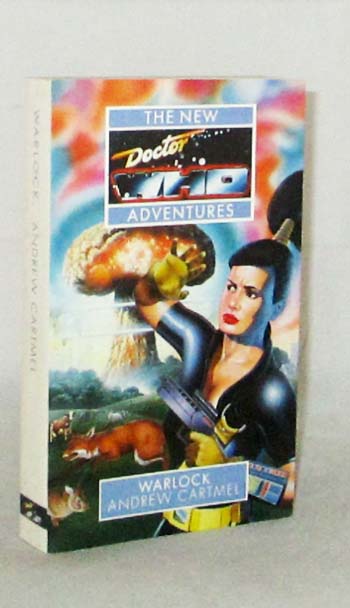 THE NEW
Doctor
WHO
ADVENTURES
WARLOCK
ANDREW CARTMEL
WARLOCK ANDREW CARTMEL